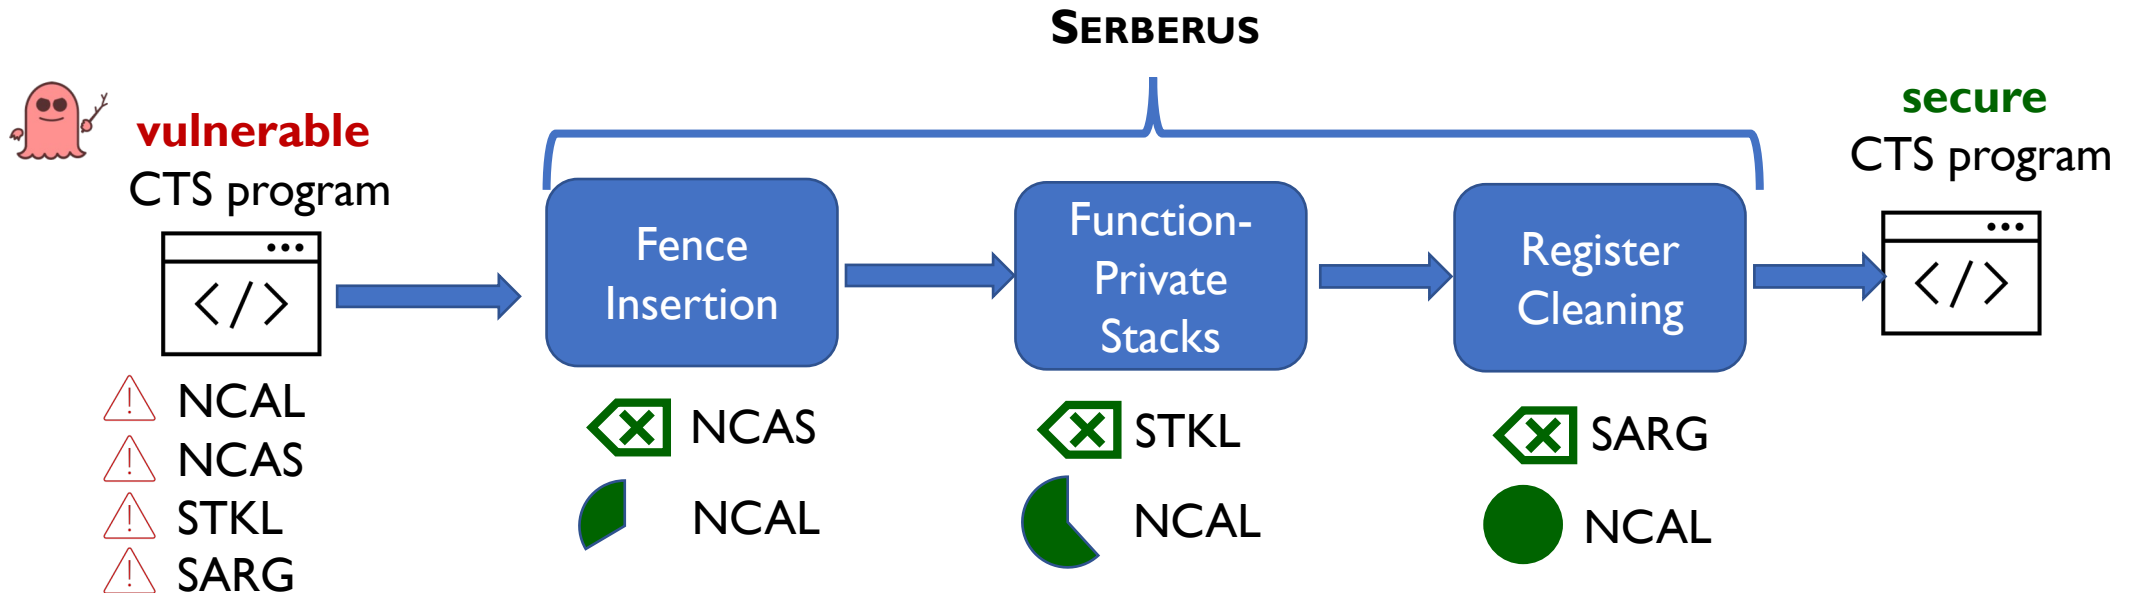 SERBERUS
vulnerable
CTS program
</>
NCAL
NCAS
STKL
SARG
Fence
Insertion
NCAS
NCAL
Function-
Private
Stacks
STKL
NCAL
Register
Cleaning
SARG
NCAL
secure
CTS program
</>